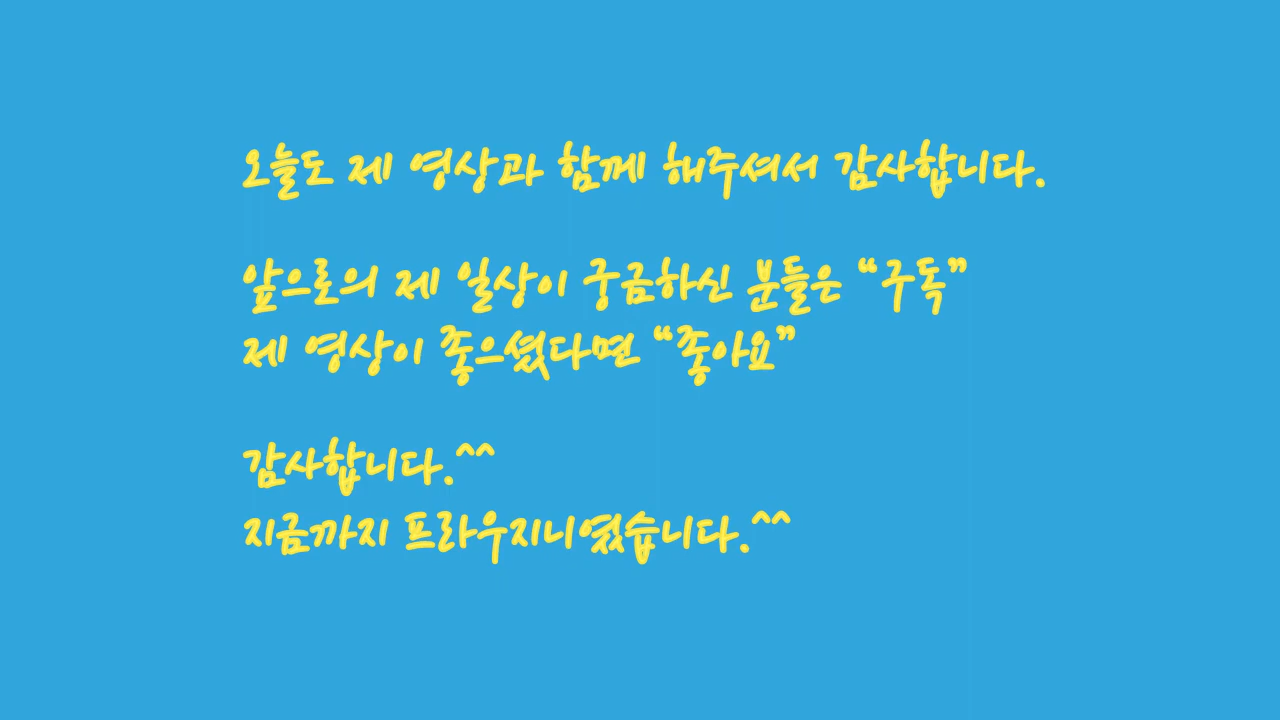 오늘도 제 영상과 함께 해주셔서 감사합니다.
앞으로의 제 일상이 궁금하신 분들은 “구독”
제 영상이 좋으셨다면 “좋아요”
감사합니다.^^
지금까지 프라우지니였습니다.^^